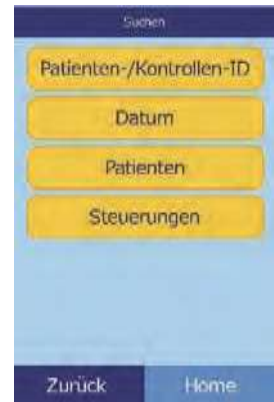 Suchen
Patienten-/Kontrollen-ID
Datum
Patienten
Steuerungen
Zurück Home